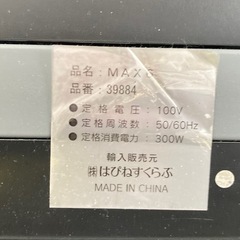 品名：MAX
品番：39884
●定格電圧：100V
●定格周波数：50/60Hz
●定格消費電力：300W
輸入販売元
㈱はぴねすくらぶ
MADE IN CHINA